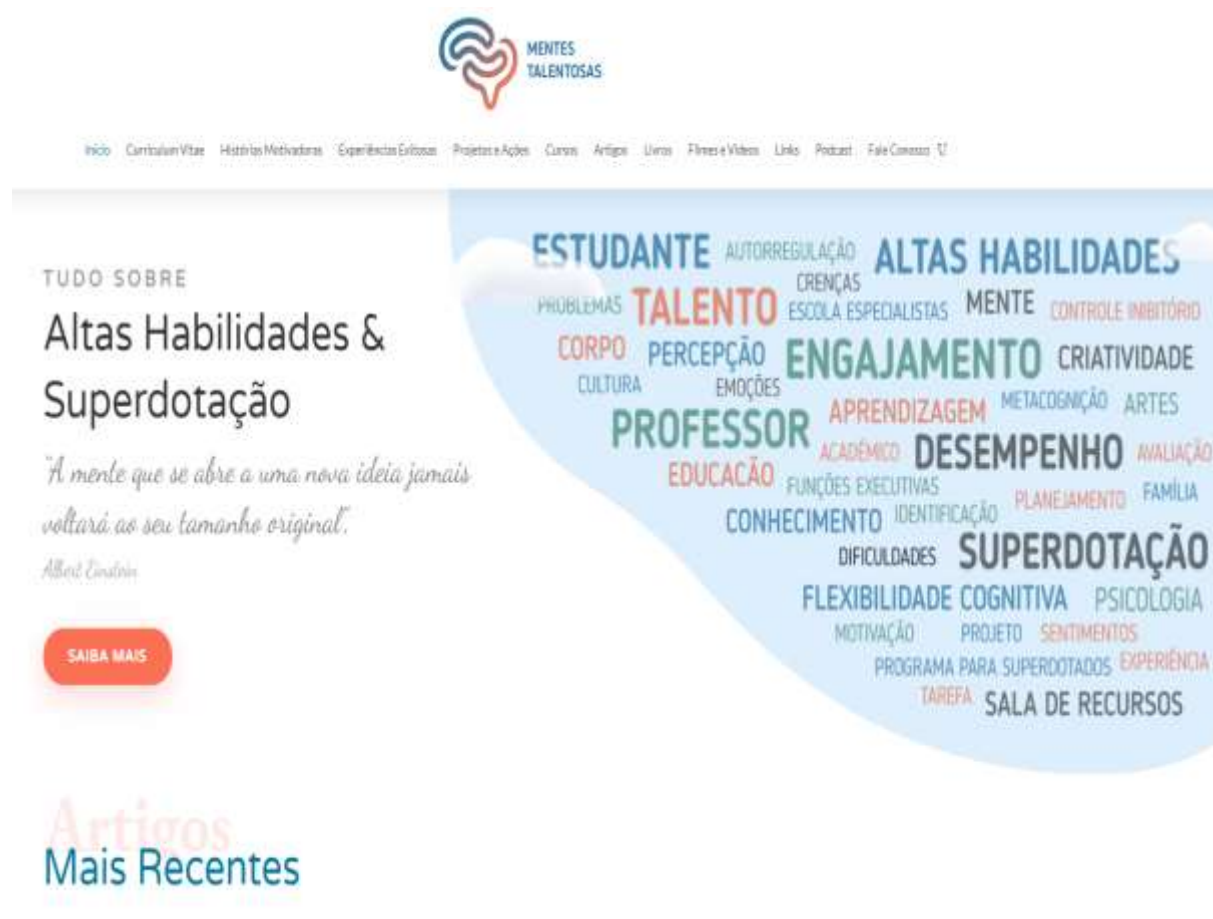 MENTES
TALENTOSAS
Início Curriculum Vitae Histórias Motivadoras Experiências Exitosas Projetos e Ações Cursos Artigos Livros Filmes e Vídeos Links Podcast Fale Conosco
TUDO SOBRE
Altas Habilidades &
Superdotação
"A mente que se abre a uma nova ideia jamais
voltará ao seu tamanho original".
Albert Einstein
SAIBA MAIS
ESTUDANTE AUTORREGULAÇÃO ALTAS HABILIDADES
CRENÇAS
PROBLEMAS TALENTO ESCOLA ESPECIALISTAS MENTE CONTROLE INIBITÓRIO
CORPO PERCEPÇÃO ENGAJAMENTO CRIATIVIDADE
CULTURA EMOÇÕES
PROFESSOR APRENDIZAGEM METACOGNIÇÃO ARTES
EDUCACÃO ACADÊMICO DESEMPENHO AVALIAÇÃO
FUNÇÕES EXECUTIVAS PLANEJAMENTO FAMÍLIA
CONHECIMENTO IDENTIFICAÇÃO
DIFICULDADES SUPERDOTAÇÃO
FLEXIBILIDADE COGNITIVA PSICOLOGIA
MOTIVAÇÃO PROJETO SENTIMENTOS
PROGRAMA PARA SUPERDOTADOS EXPERIÊNCIA
TAREFA SALA DE RECURSOS
Artigos
Mais Recentes